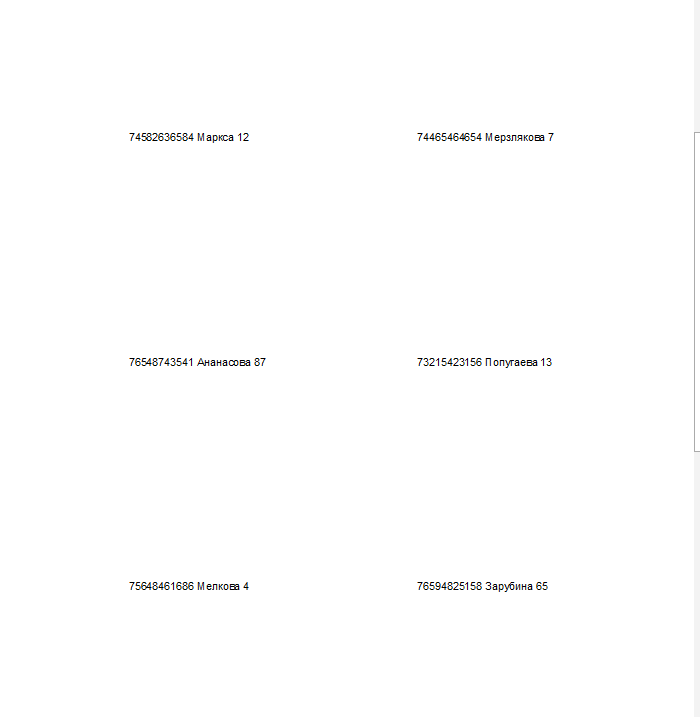 74582636584 Маркса 12
74465464654 Мерзлякова 7
76548743541 Ананасова 87
73215423156 Попугаева 13
75648461686 Мелкова 4
76594825158 Зарубина 65